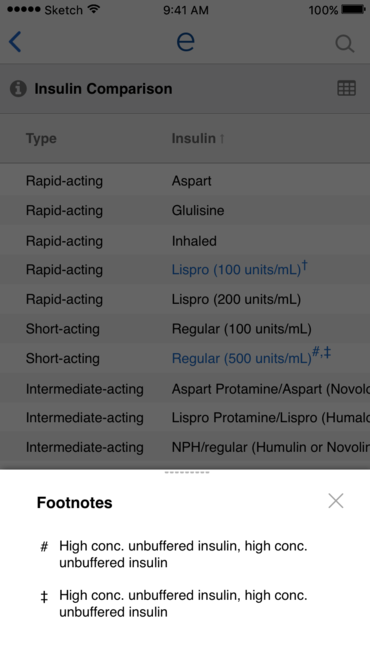 Sketch 9:41 AM 100%
e
Insulin Comparison
Type Insulin ↑
Rapid-acting Aspart
Rapid-acting Glulisine
Rapid-acting Inhaled
Rapid-acting Lispro (100 units/mL)†
Rapid-acting Lispro (200 units/mL)
Short-acting Regular (100 units/mL)
Short-acting Regular (500 units/mL)#,‡
Intermediate-acting Aspart Protamine/Aspart (Novolo
Intermediate-acting Lispro Protamine/Lispro (Humalo
Intermediate-acting NPH/regular (Humulin or Novolin
Footnotes
# High conc. unbuffered insulin, high conc.
unbuffered insulin
‡ High conc. unbuffered insulin, high conc.
unbuffered insulin